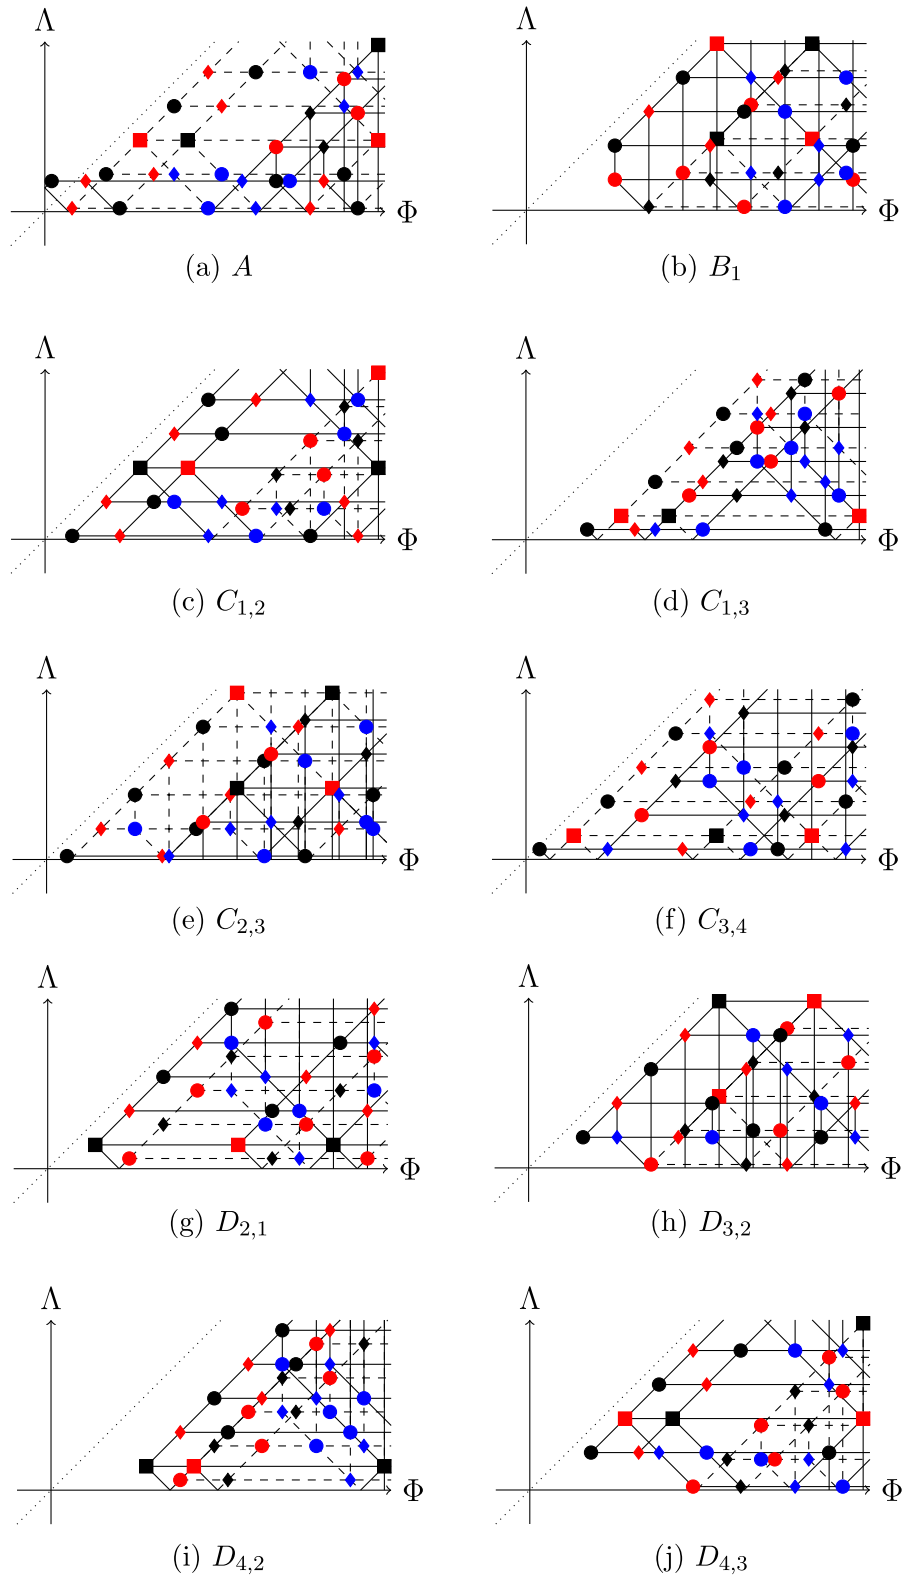 Λ Λ
Φ Φ
(a) A (b) B₁
Λ Λ
Φ Φ
(c) C₁,₂ (d) C₁,₃
Λ Λ
Φ Φ
(e) C₂,₃ (f) C₃,₄
Λ Λ
Φ Φ
(g) D₂,₁ (h) D₃,₂
Λ Λ
Φ Φ
(i) D₄,₂ (j) D₄,₃